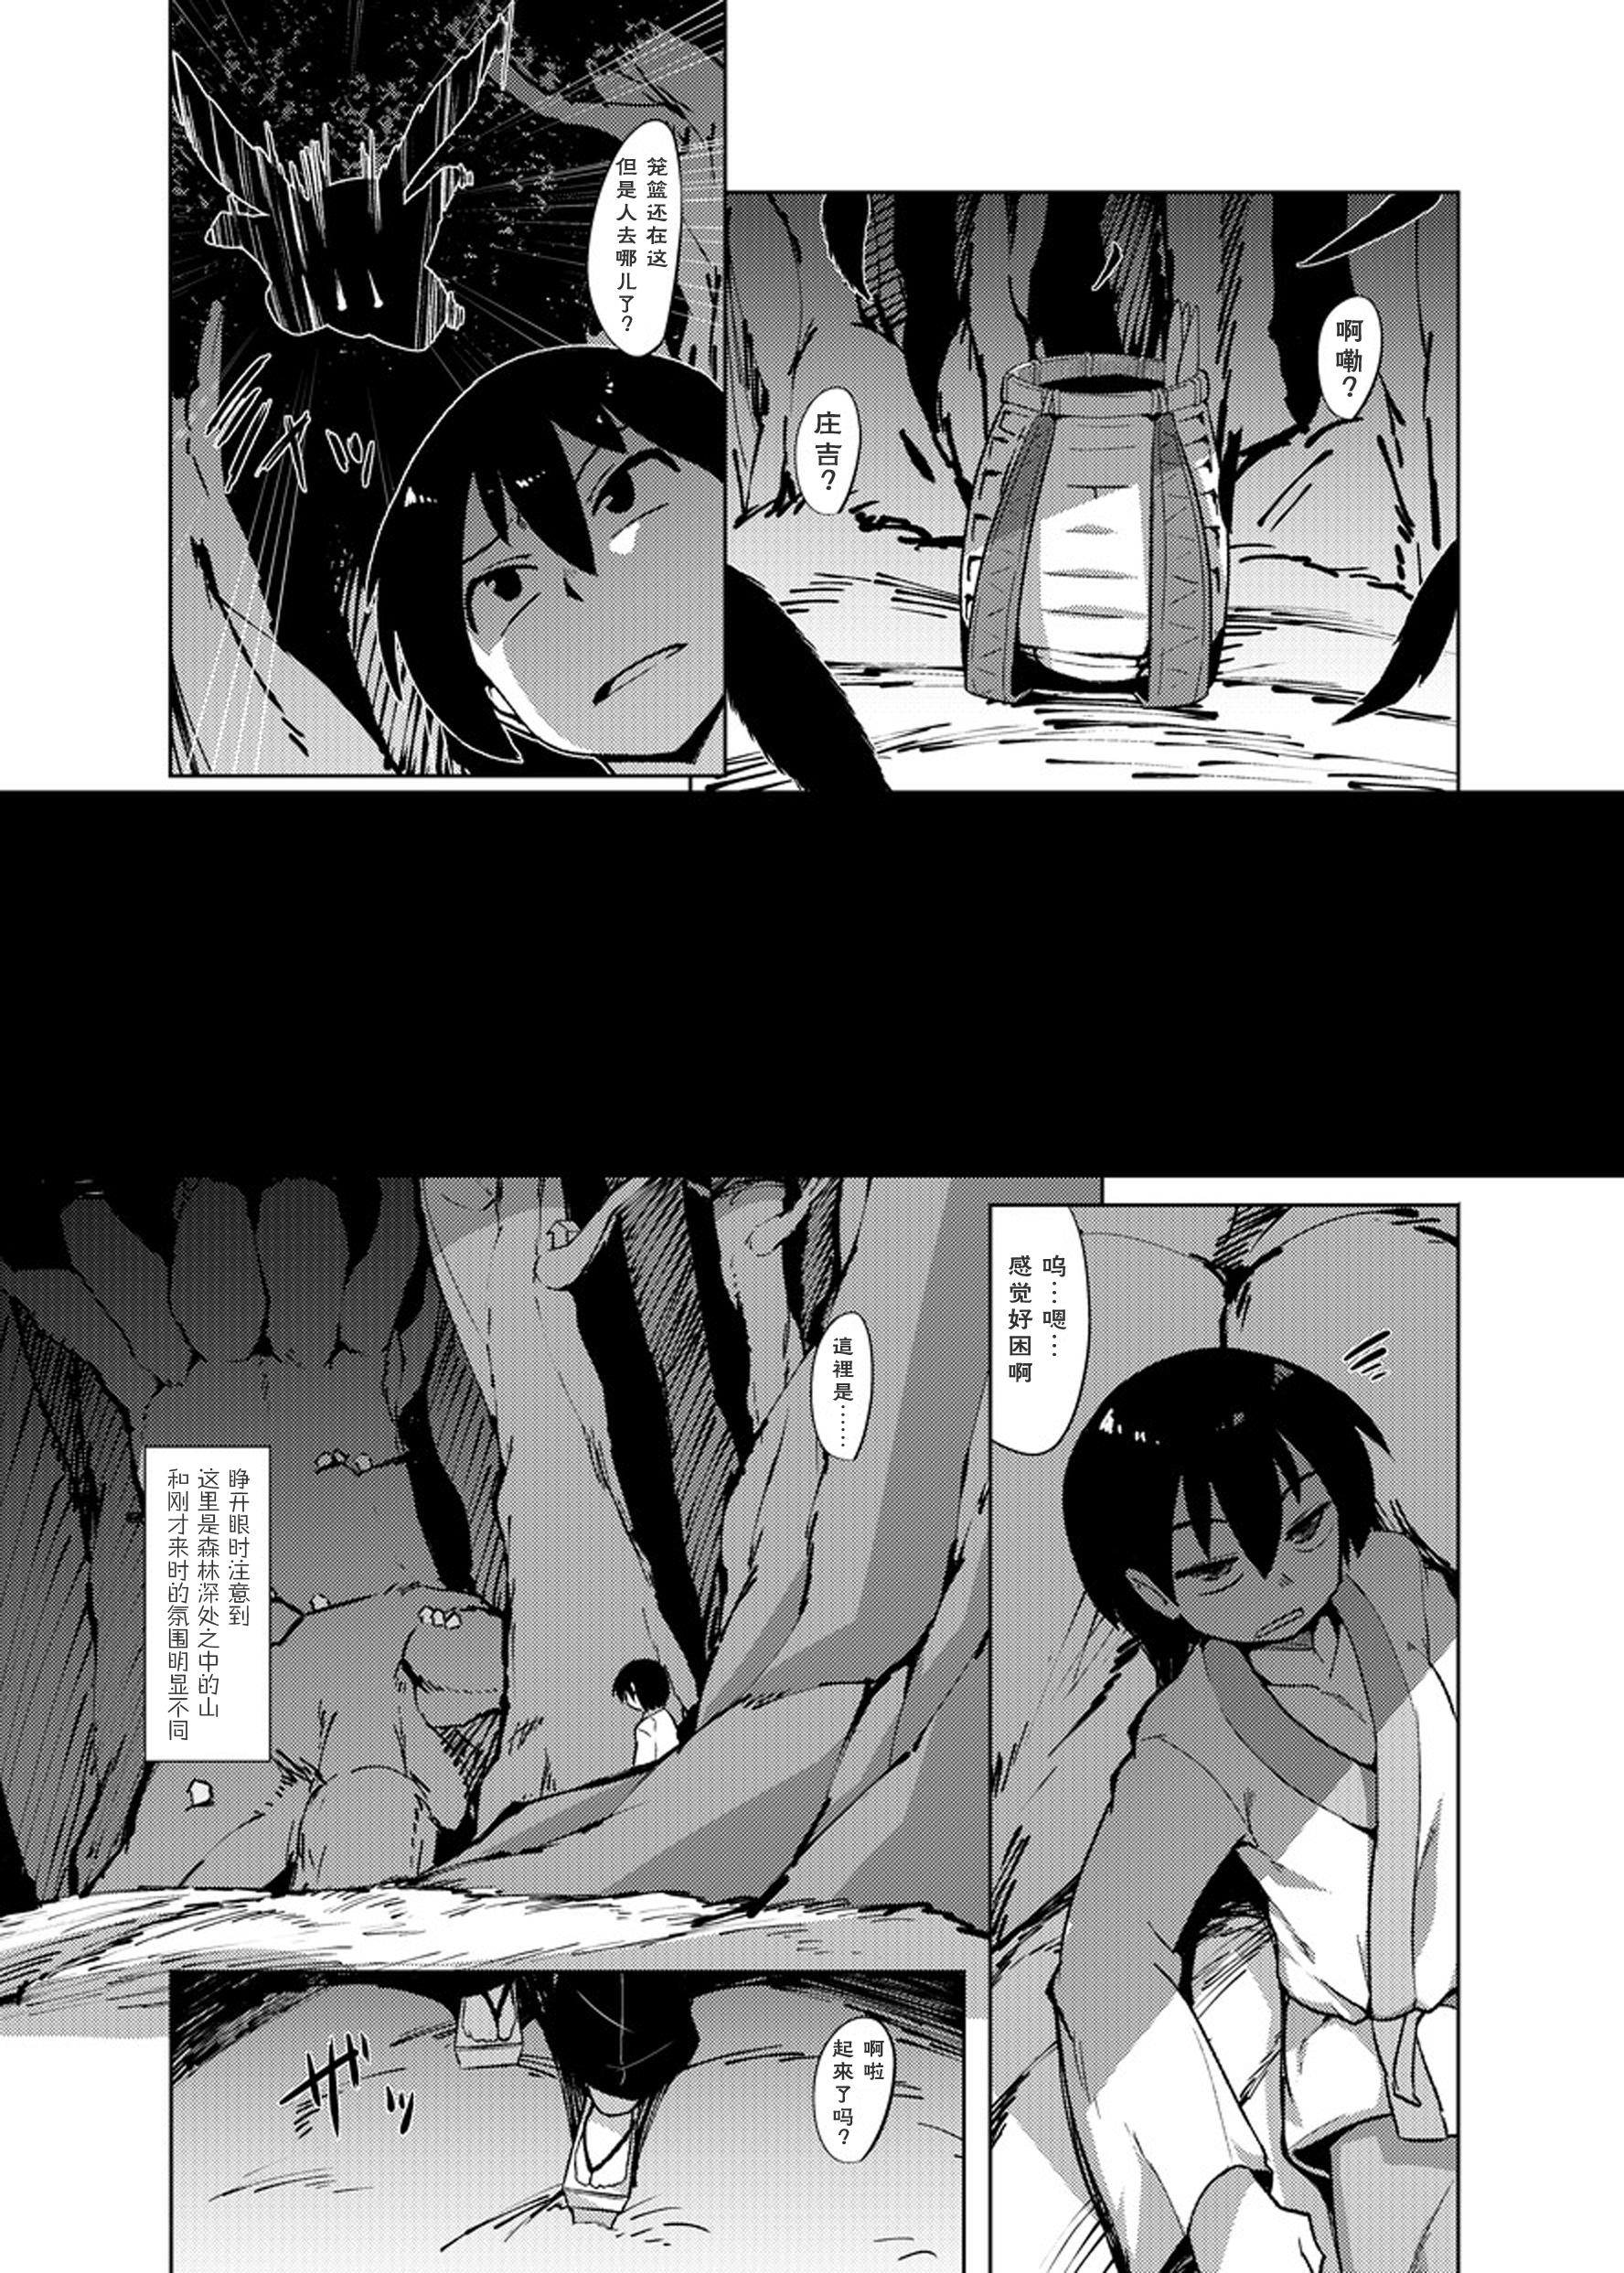 啊嘞?
庄吉?
笼篮还在这
但是人去哪儿了?
メ
ッ
呜…嗯…
感觉好困啊
這裡是……
睁开眼时注意到
这里是森林深处之中的山
和刚才来时的氛围明显不同
啊啦
起來了吗?
ザッ